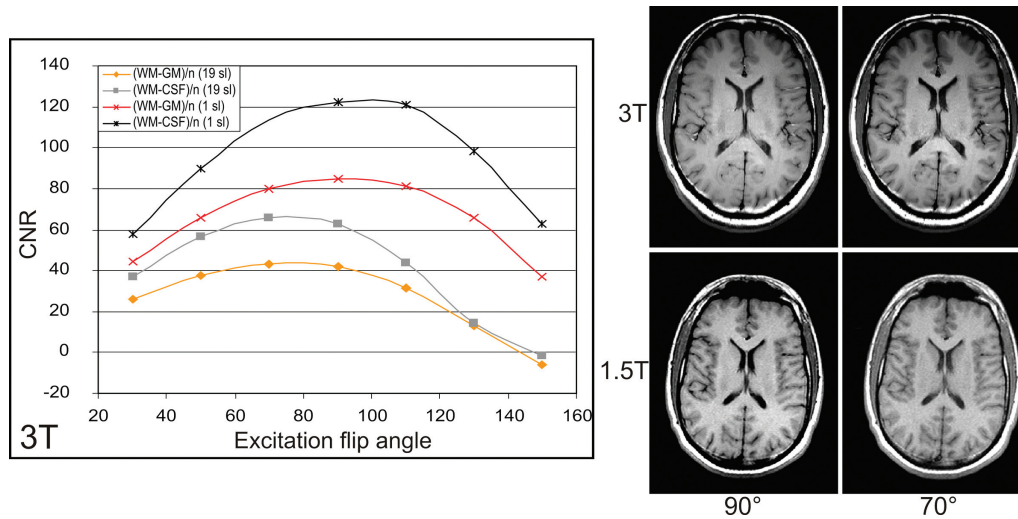 140
120
100
80
60
40
20
0
-20
CNR
(WM-GM)/n (19 sl)
(WM-CSF)/n (19 sl)
(WM-GM)/n (1 sl)
(WM-CSF)/n (1 sl)
20 40 60 80 100 120 140 160
Excitation flip angle
3T
3T
1.5T
90° 70°